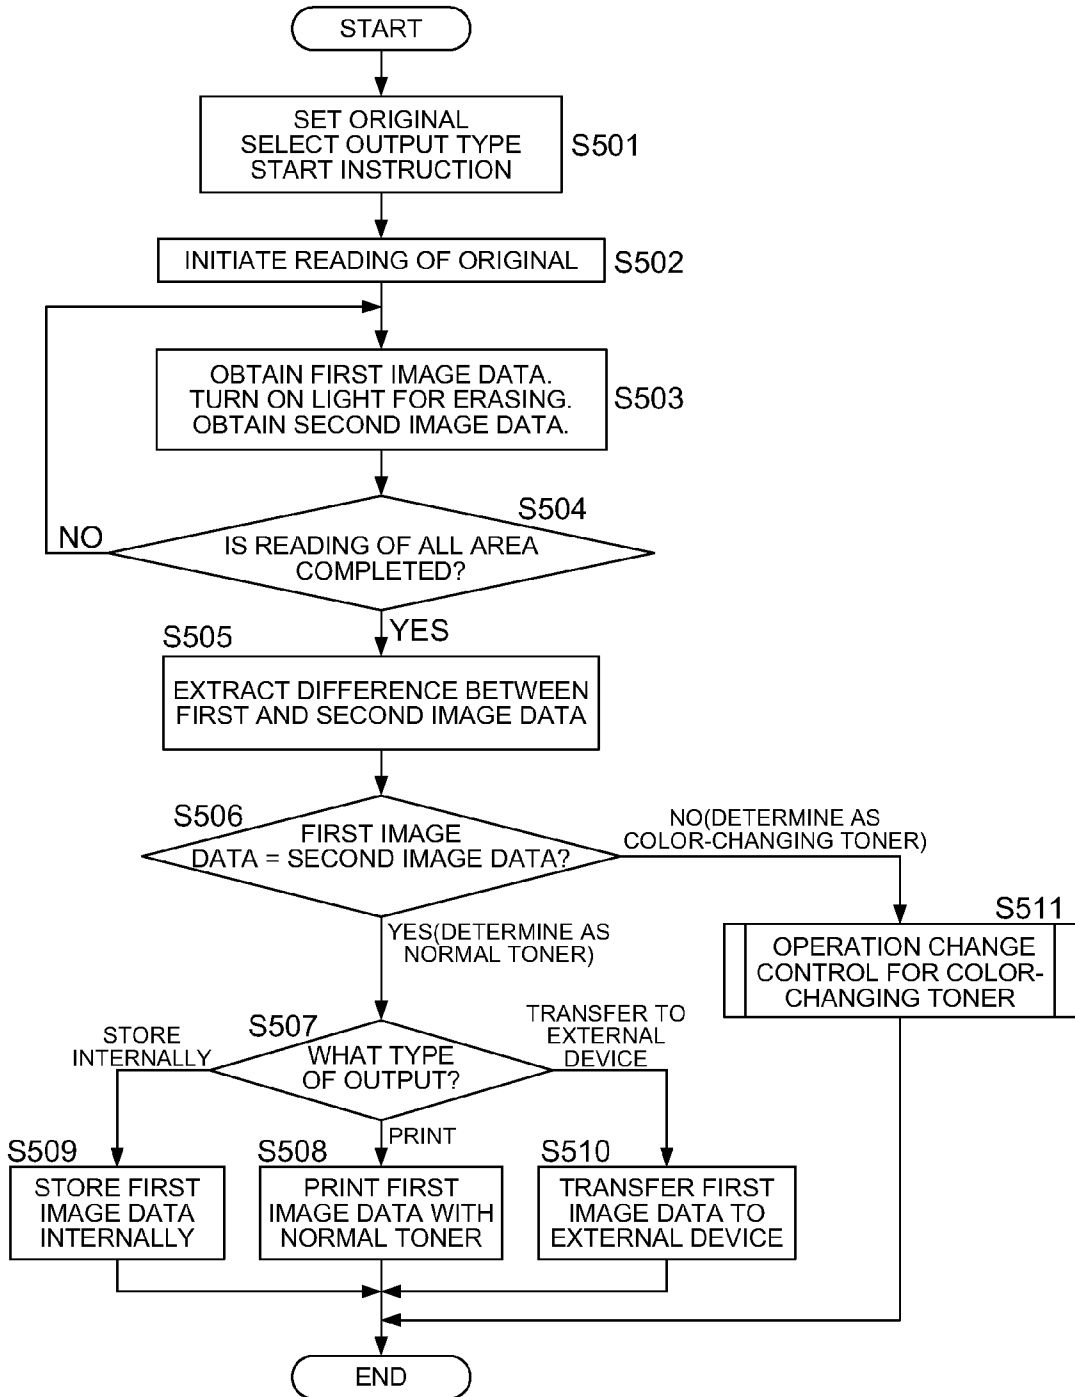 START
SET ORIGINAL
SELECT OUTPUT TYPE
START INSTRUCTION
S501
INITIATE READING OF ORIGINAL
S502
OBTAIN FIRST IMAGE DATA.
TURN ON LIGHT FOR ERASING.
OBTAIN SECOND IMAGE DATA.
S503
S504
NO
IS READING OF ALL AREA
COMPLETED?
YES
S505
EXTRACT DIFFERENCE BETWEEN
FIRST AND SECOND IMAGE DATA
S506
FIRST IMAGE
DATA = SECOND IMAGE DATA?
NO(DETERMINE AS
COLOR-CHANGING TONER)
S511
OPERATION CHANGE
CONTROL FOR COLOR-
CHANGING TONER
YES(DETERMINE AS
NORMAL TONER)
S507
WHAT TYPE
OF OUTPUT?
STORE
INTERNALLY
TRANSFER TO
EXTERNAL
DEVICE
PRINT
S509
STORE FIRST
IMAGE DATA
INTERNALLY
S508
PRINT FIRST
IMAGE DATA WITH
NORMAL TONER
S510
TRANSFER FIRST
IMAGE DATA TO
EXTERNAL DEVICE
END